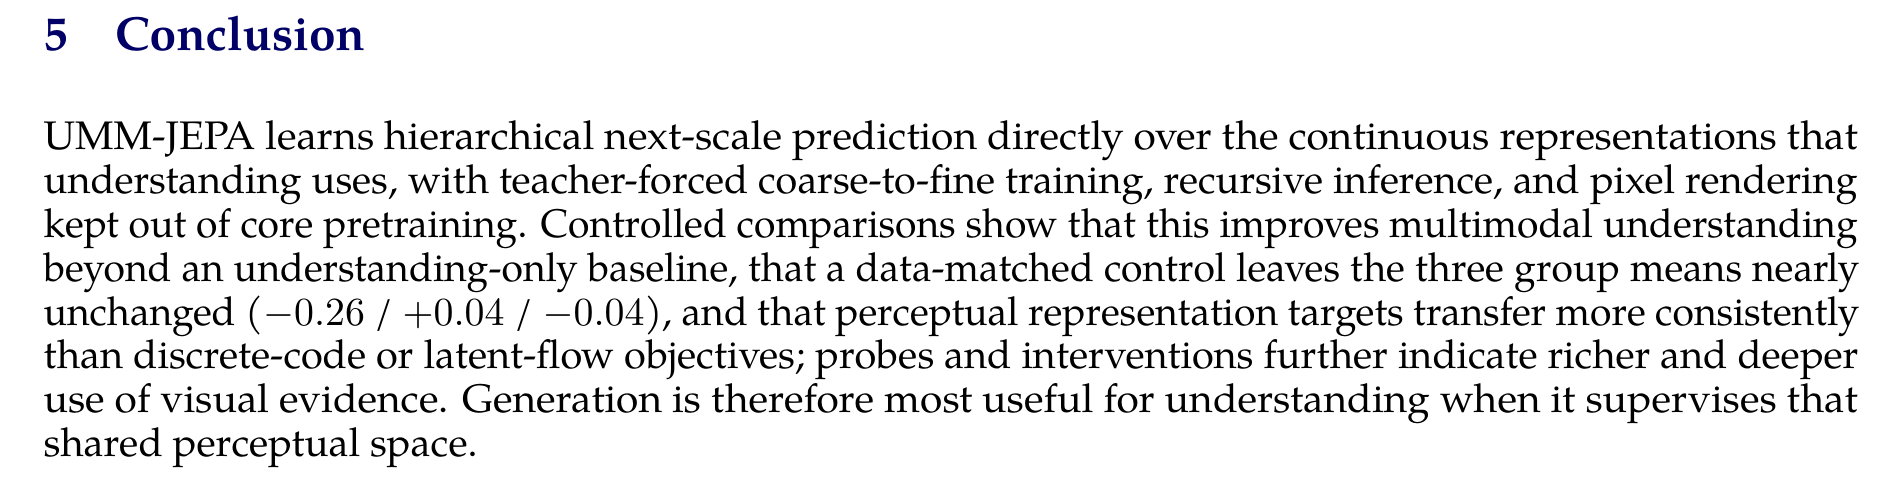 5 Conclusion
UMM-JEPA learns hierarchical next-scale prediction directly over the continuous representations that
understanding uses, with teacher-forced coarse-to-fine training, recursive inference, and pixel rendering
kept out of core pretraining. Controlled comparisons show that this improves multimodal understanding
beyond an understanding-only baseline, that a data-matched control leaves the three group means nearly
unchanged (−0.26 / +0.04 / −0.04), and that perceptual representation targets transfer more consistently
than discrete-code or latent-flow objectives; probes and interventions further indicate richer and deeper
use of visual evidence. Generation is therefore most useful for understanding when it supervises that
shared perceptual space.